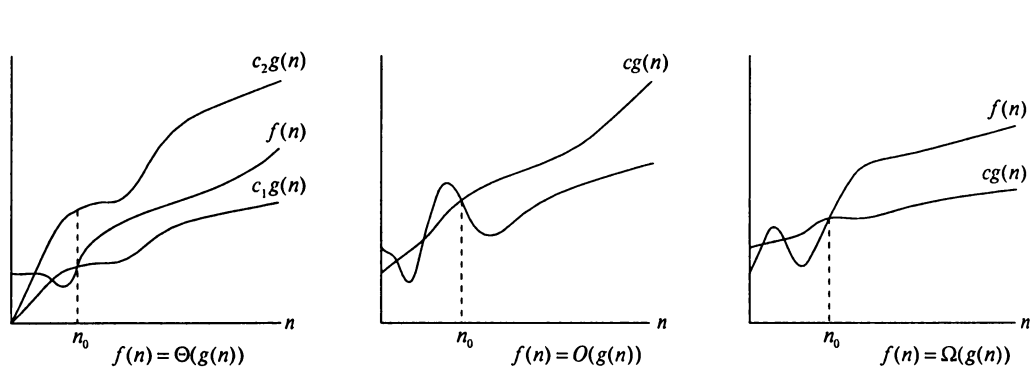 c₂g(n)
f(n)
c₁g(n)
n
n₀
f(n) = Θ(g(n))
cg(n)
n
n₀
f(n) = O(g(n))
f(n)
cg(n)
n
n₀
f(n) = Ω(g(n))